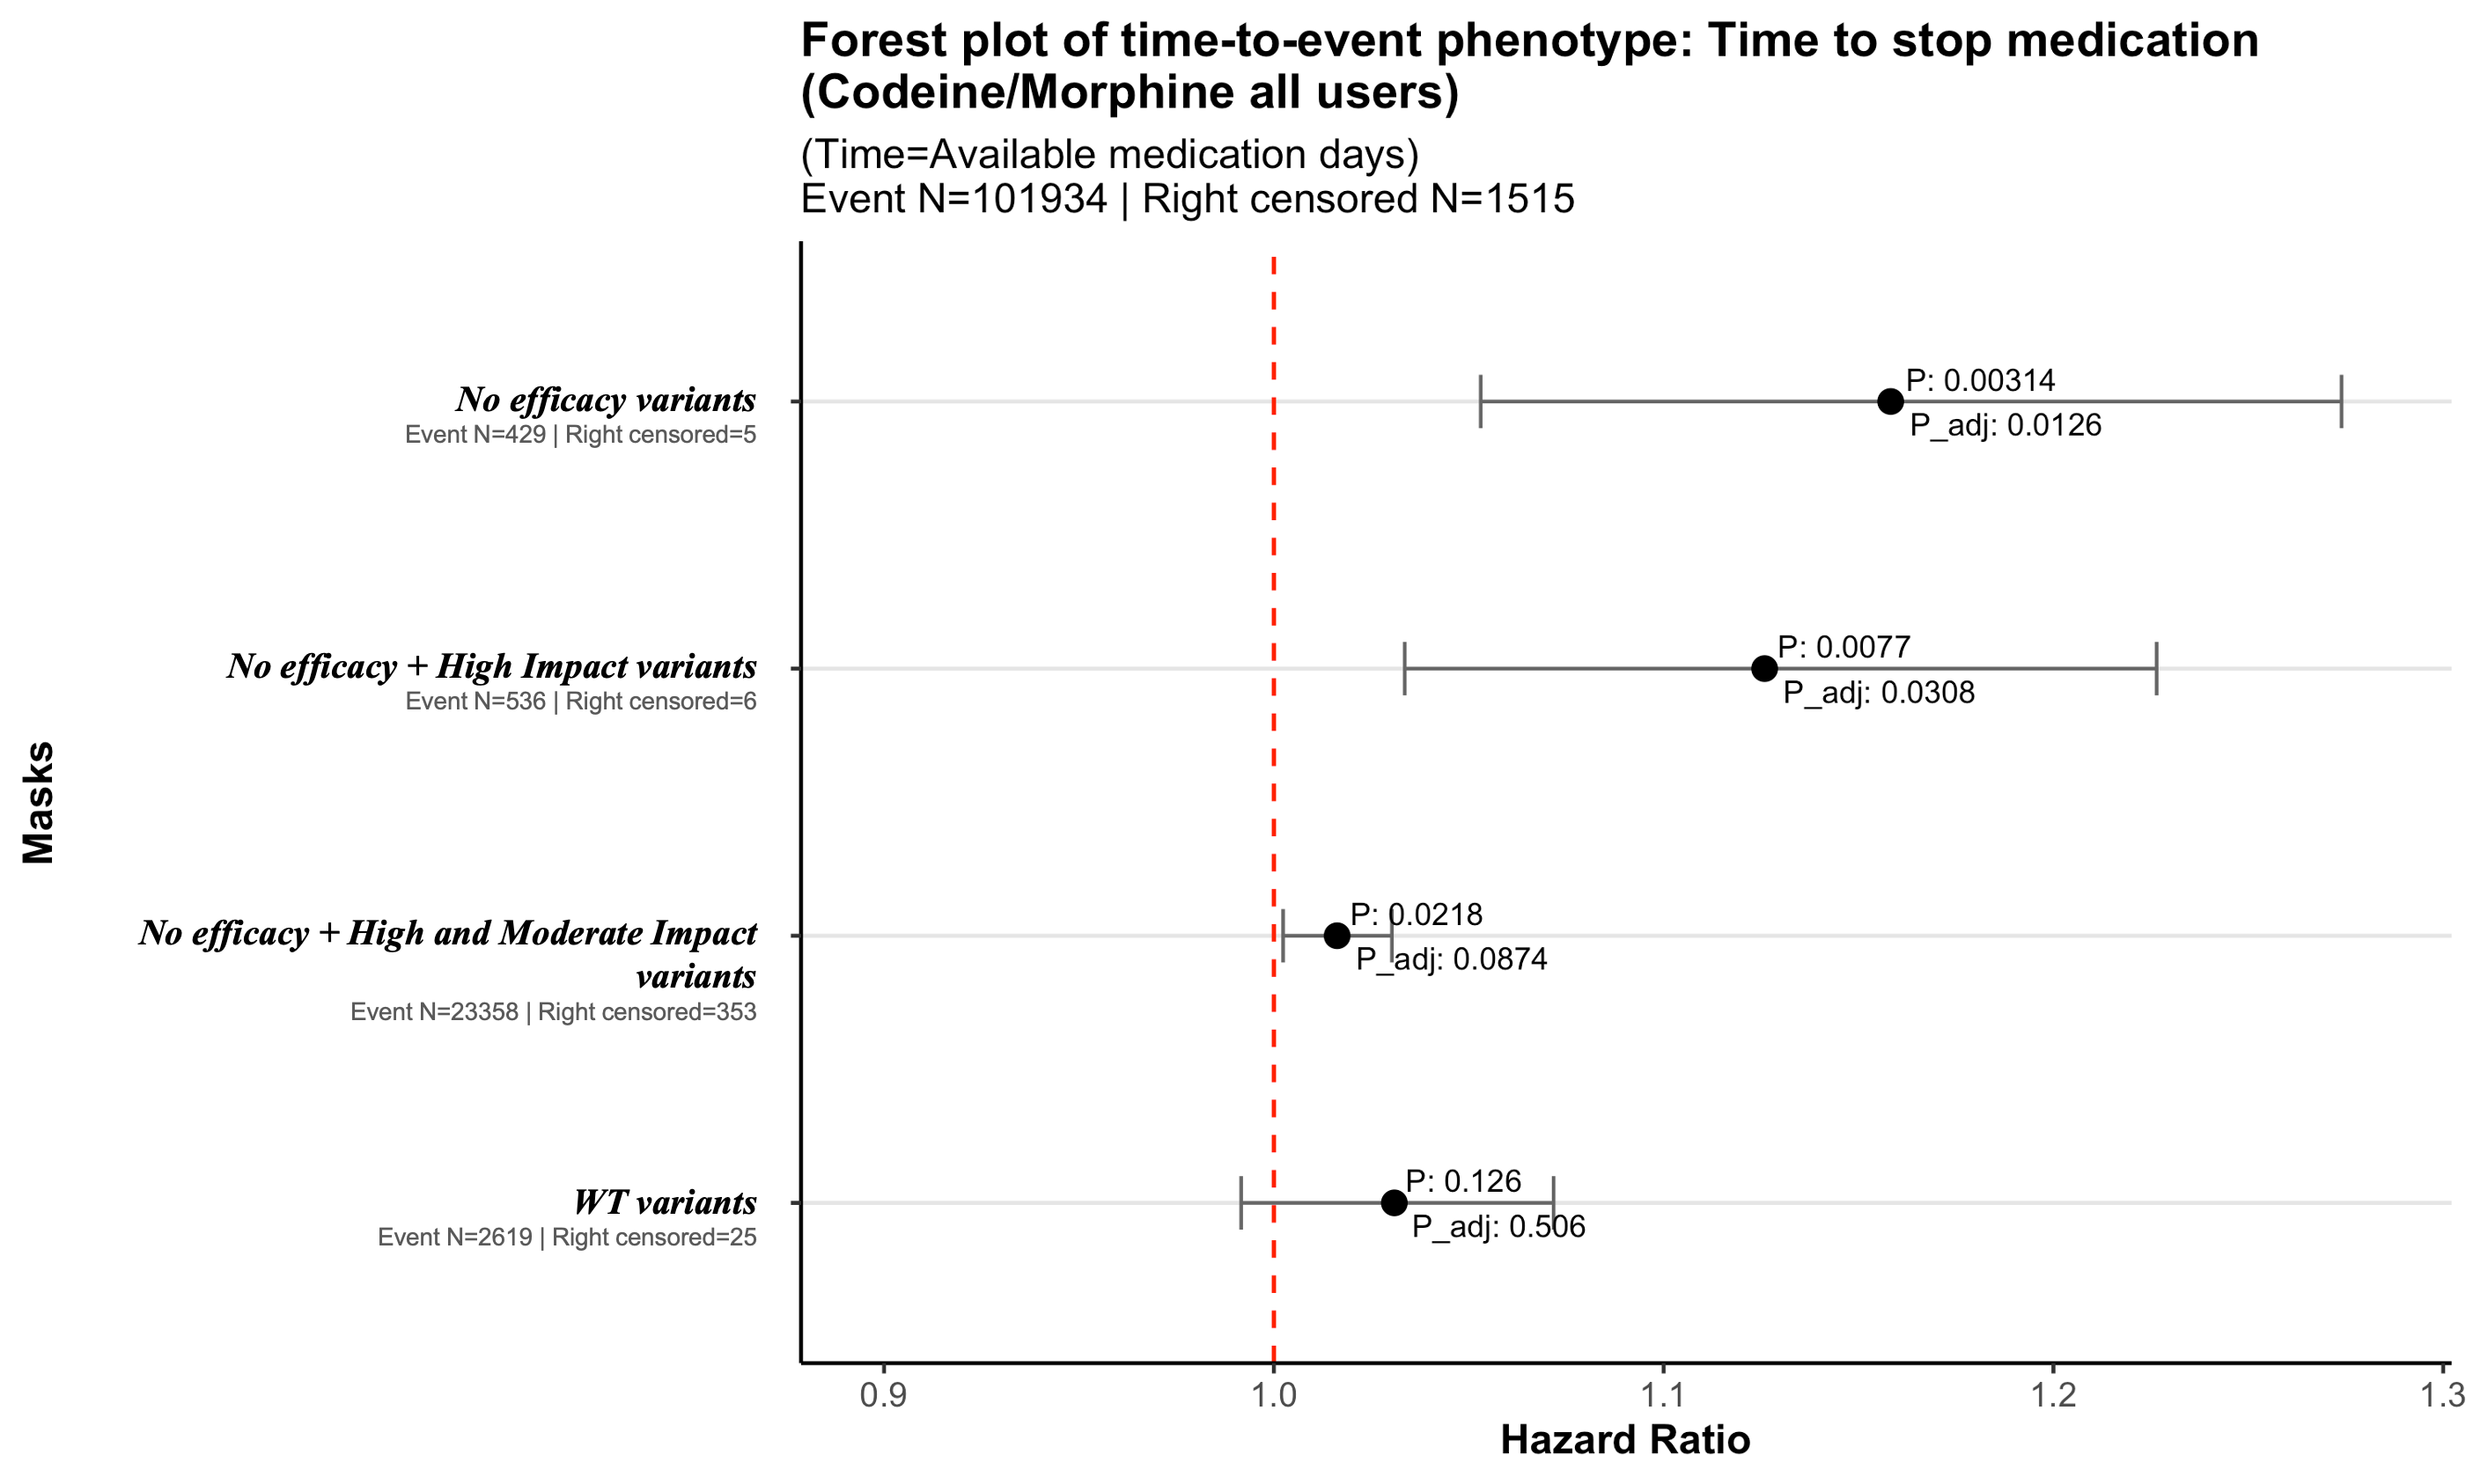 Forest plot of time-to-event phenotype: Time to stop medication
(Codeine/Morphine all users)
(Time=Available medication days)
Event N=101934 | Right censored N=1515
Masks
No efficacy variants
Event N=429 | Right censored=5
P: 0.00314
P_adj: 0.0126
No efficacy + High Impact variants
Event N=536 | Right censored=6
P: 0.0077
P_adj: 0.0308
No efficacy + High and Moderate Impact
variants
Event N=23358 | Right censored=353
P: 0.0218
P_adj: 0.0874
WT variants
Event N=2619 | Right censored=25
P: 0.126
P_adj: 0.506
0.9 1.0 1.1 1.2 1.3
Hazard Ratio